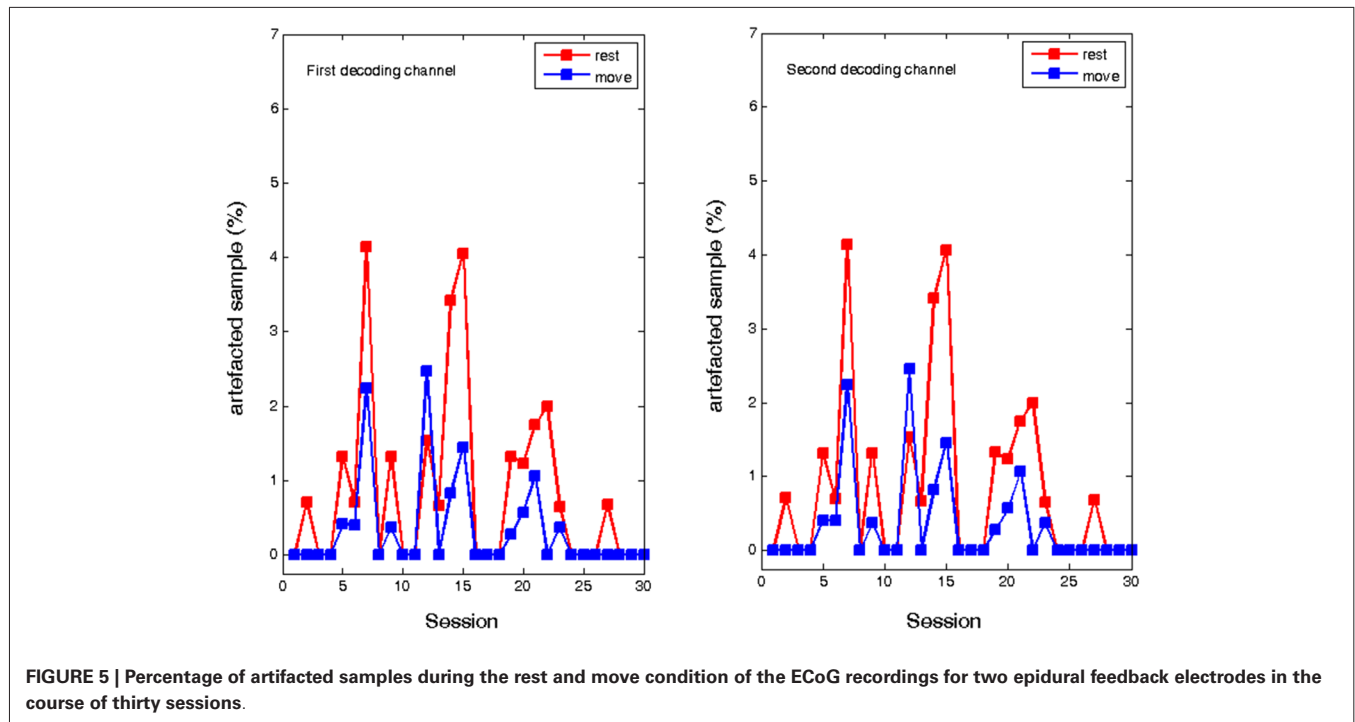 First decoding channel
rest
move
7
6
5
4
3
2
1
0
artefacted sample (%)
0 5 10 15 20 25 30
Session
Second decoding channel
rest
move
7
6
5
4
3
2
1
0
artefacted sample (%)
0 5 10 15 20 25 30
Session
FIGURE 5 | Percentage of artifacted samples during the rest and move condition of the ECoG recordings for two epidural feedback electrodes in the
course of thirty sessions.